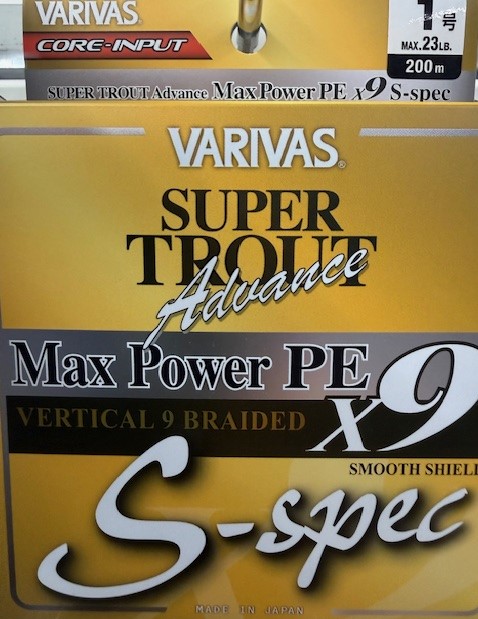 VARIVAS
CORE-INPUT
1号
MAX.23LB.
200m
SUPER TROUT Advance Max Power PE x9 S-spec
VARIVAS®
SUPER
TROUT
Advance
Max Power PE
VERTICAL 9 BRAIDED
x9
SMOOTH SHIEL
S-spec
MADE IN JAPAN